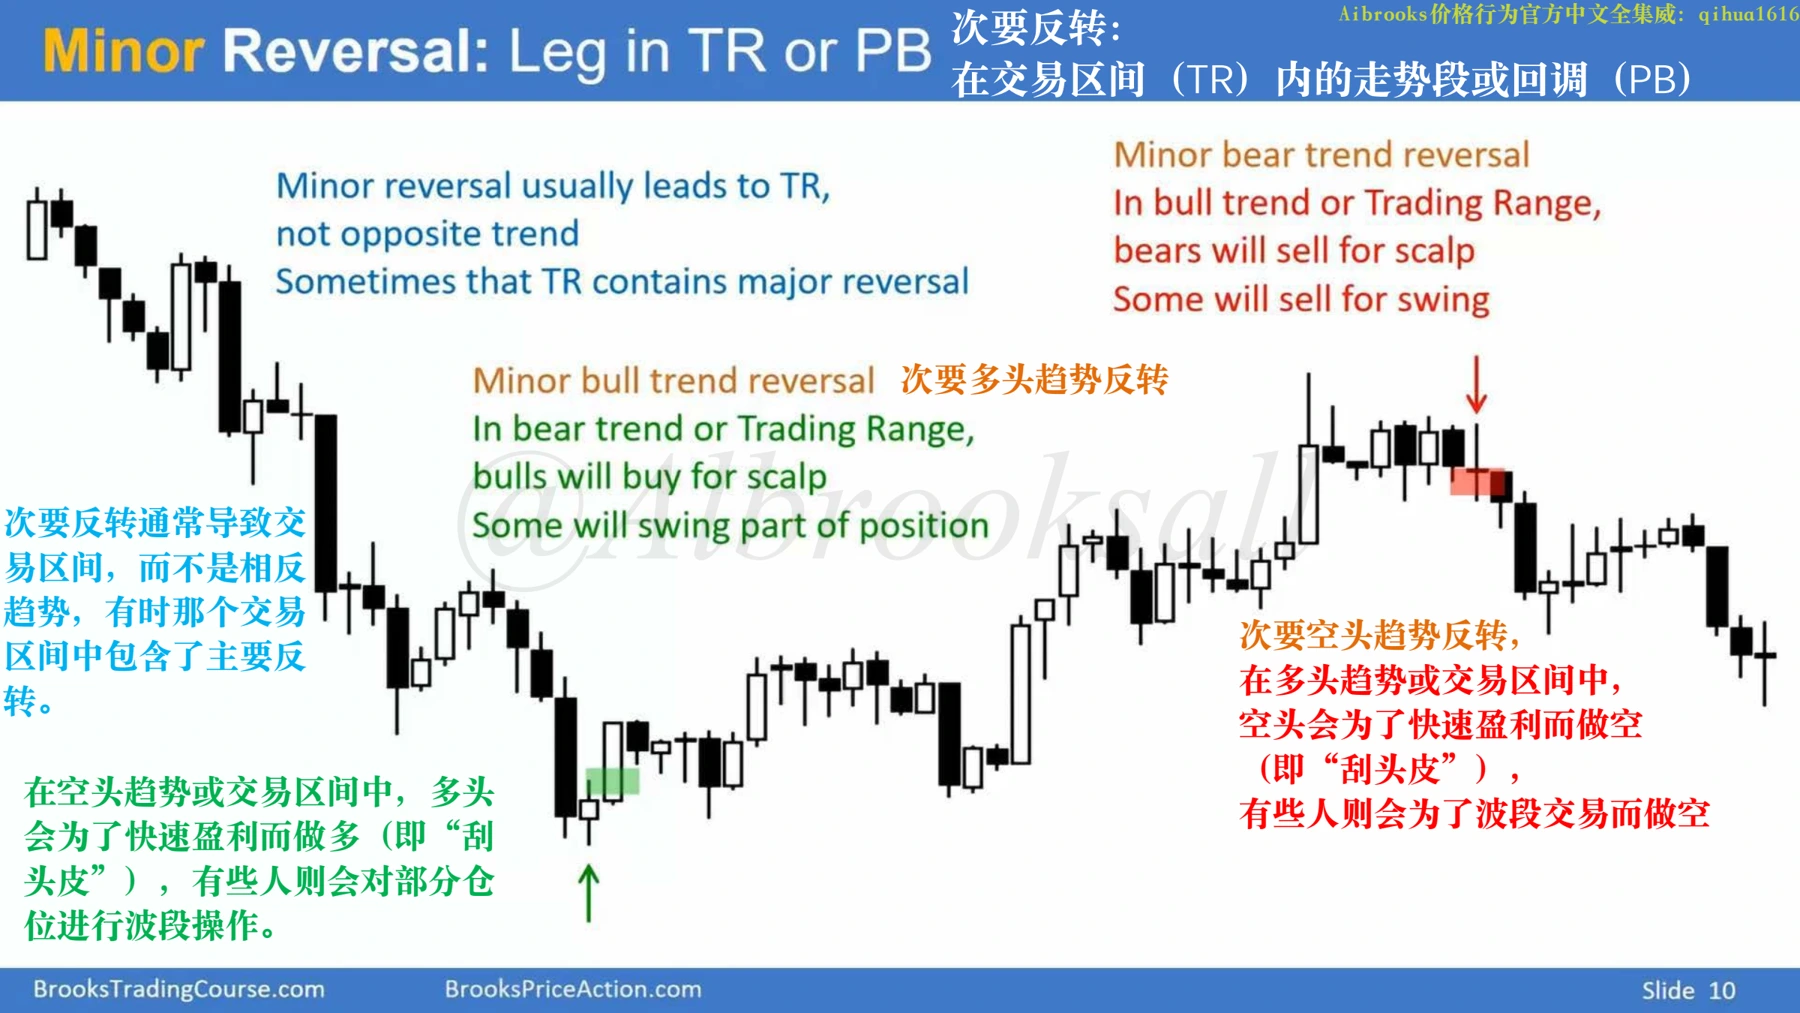 Aibrooks价格行为官方中文全集威：qihua1616
Minor Reversal: Leg in TR or PB
次要反转：
在交易区间（TR）内的走势段或回调（PB）
Minor reversal usually leads to TR,
not opposite trend
Sometimes that TR contains major reversal
Minor bear trend reversal
In bull trend or Trading Range,
bears will sell for scalp
Some will sell for swing
Minor bull trend reversal
次要多头趋势反转
In bear trend or Trading Range,
bulls will buy for scalp
Some will swing part of position
@Albrooksall
次要反转通常导致交
易区间，而不是相反
趋势，有时那个交易
区间中包含了主要反
转。
次要空头趋势反转，
在多头趋势或交易区间中，
空头会为了快速盈利而做空
（即“刮头皮”），
有些人则会为了波段交易而做空
在空头趋势或交易区间中，多头
会为了快速盈利而做多（即“刮
头皮”），有些人则会对部分仓
位进行波段操作。
BrooksTradingCourse.com
BrooksPriceAction.com
Slide 10